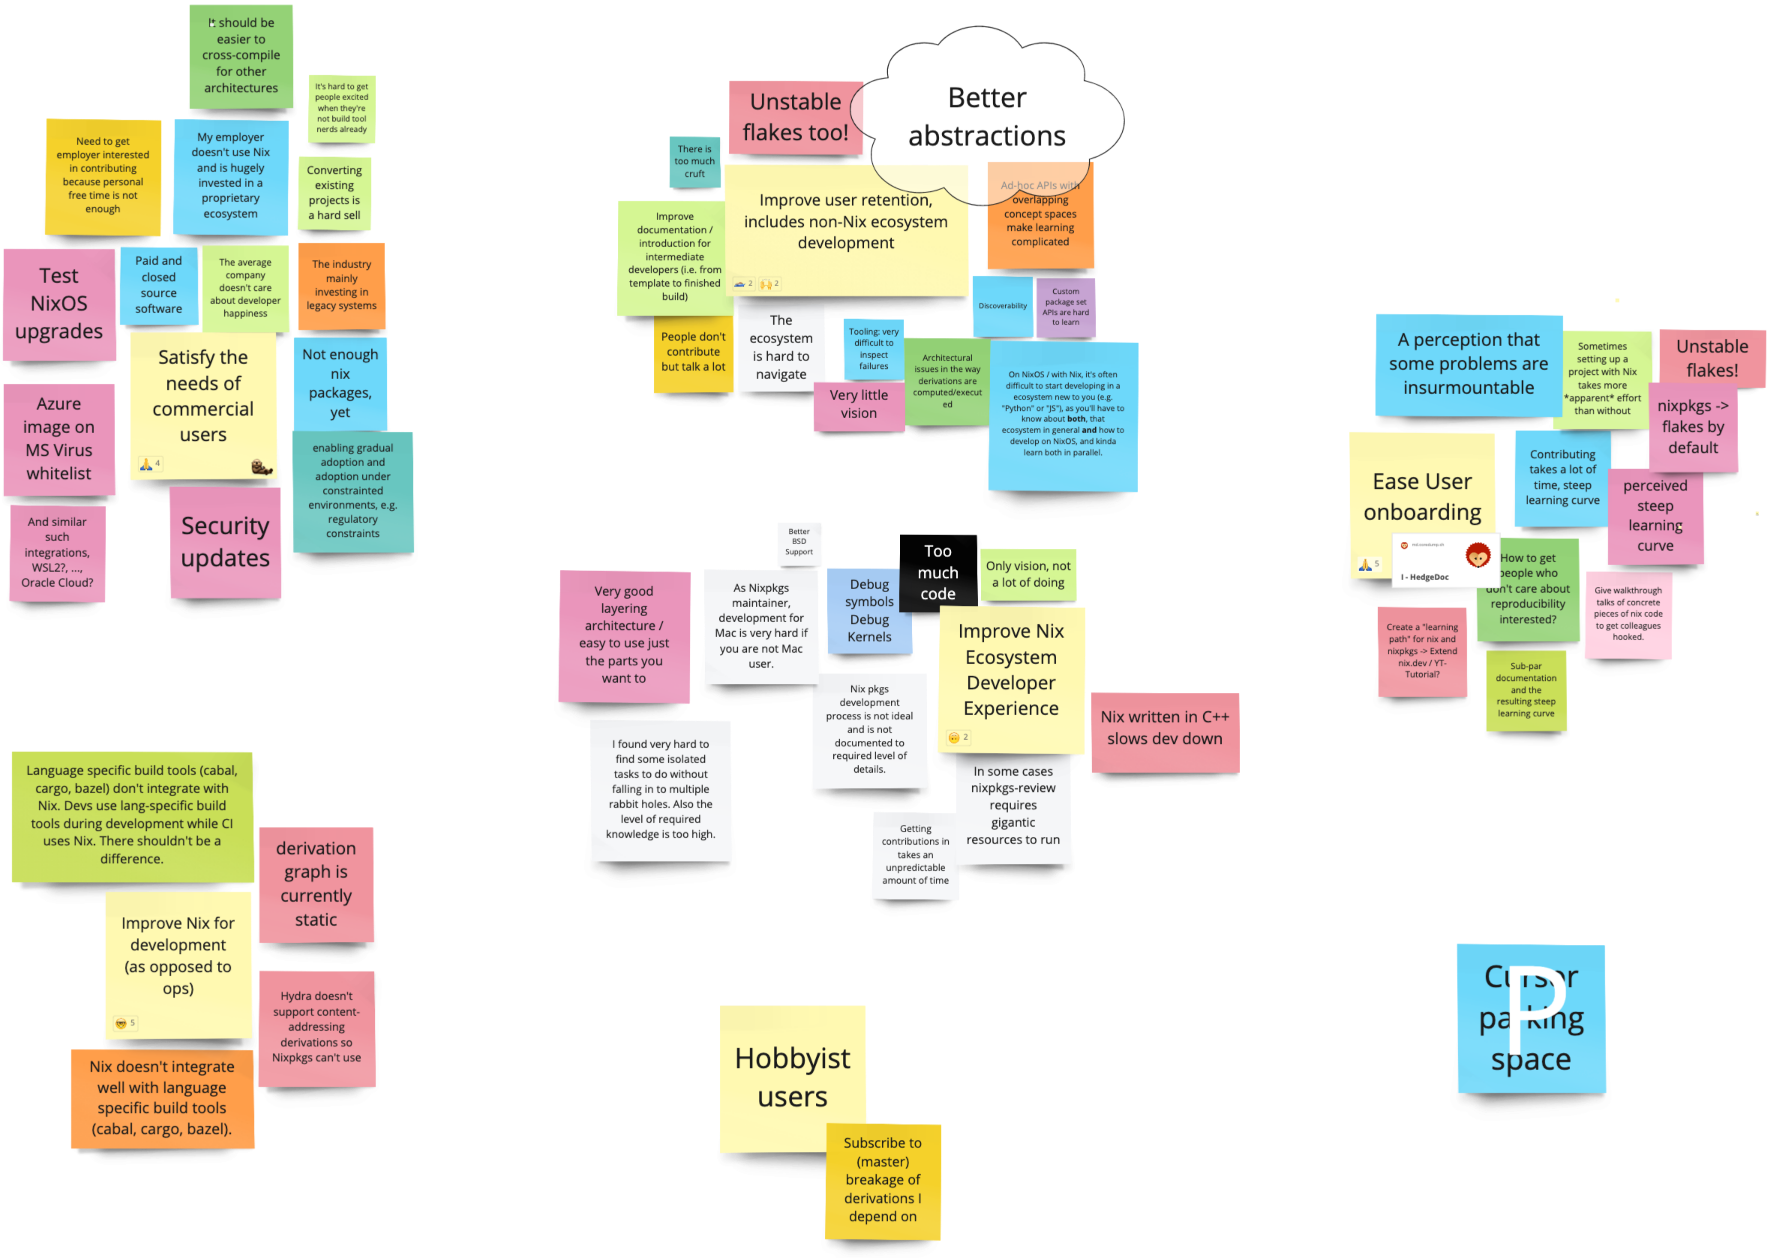 It should be
easier to
cross-compile
for other
architectures
It's hard to get
people excited
when they're
not build tool
nerds already
Need to get
employer interested
in contributing
because personal
free time is not
enough
My employer
doesn't use Nix
and is hugely
invested in a
proprietary
ecosystem
Converting
existing
projects is
a hard sell
Test
NixOS
upgrades
Paid and
closed
source
software
The average
company
doesn't care
about developer
happiness
The industry
mainly
investing in
legacy systems
Satisfy the
needs of
commercial
users
4
Not enough
nix
packages,
yet
Azure
image on
MS Virus
whitelist
enabling gradual
adoption and
adoption under
constrainted
environments, e.g.
regulatory
constraints
And similar
such
integrations,
WSL2?, ...,
Oracle Cloud?
Security
updates
Better
abstractions
Unstable
flakes too!
There is
too much
cruft
Improve user retention,
includes non-Nix ecosystem
development
2
2
Ad-hoc APIs with
overlapping
concept spaces
make learning
complicated
Improve
documentation /
introduction for
intermediate
developers (i.e. from
template to finished
build)
Discoverability
Custom
package set
APIs are hard
to learn
People don't
contribute
but talk a lot
The
ecosystem
is hard to
navigate
Tooling: very
difficult to
inspect
failures
Very little
vision
Architectural
issues in the way
derivations are
computed/execut
ed
On NixOS / with Nix, it's often
difficult to start developing in a
ecosystem new to you (e.g.
"Python" or "JS"), as you'll have to
know about both, that
ecosystem in general and how to
develop on NixOS, and kinda
learn both in parallel.
A perception that
some problems are
insurmountable
Sometimes
setting up a
project with Nix
takes more
*apparent* effort
than without
Unstable
flakes!
nixpkgs ->
flakes by
default
Ease User
onboarding
5
Contributing
takes a lot of
time, steep
learning curve
perceived
steep
learning
curve
I - HedgeDoc
How to get
people who
don't care about
reproducibility
interested?
Give walkthrough
talks of concrete
pieces of nix code
to get colleagues
hooked.
Create a "learning
path" for nix and
nixpkgs -> Extend
nix.dev / YT-
Tutorial?
Sub-par
documentation
and the
resulting steep
learning curve
Better
BSD
Support
Very good
layering
architecture /
easy to use just
the parts you
want to
As Nixpkgs
maintainer,
development for
Mac is very hard if
you are not Mac
user.
Debug
symbols
Debug
Kernels
Too
much
code
Only vision, not
a lot of doing
Improve Nix
Ecosystem
Developer
Experience
2
Nix pkgs
development
process is not ideal
and is not
documented to
required level of
details.
Nix written in C++
slows dev down
I found very hard to
find some isolated
tasks to do without
falling in to multiple
rabbit holes. Also the
level of required
knowledge is too high.
In some cases
nixpkgs-review
requires
gigantic
resources to run
Getting
contributions in
takes an
unpredictable
amount of time
Language specific build tools (cabal,
cargo, bazel) don't integrate with
Nix. Devs use lang-specific build
tools during development while CI
uses Nix. There shouldn't be a
difference.
derivation
graph is
currently
static
Improve Nix for
development
(as opposed to
ops)
5
Hydra doesn't
support content-
addressing
derivations so
Nixpkgs can't use
Nix doesn't integrate
well with language
specific build tools
(cabal, cargo, bazel).
Hobbyist
users
Subscribe to
(master)
breakage of
derivations I
depend on
Cursor
parking
space
P